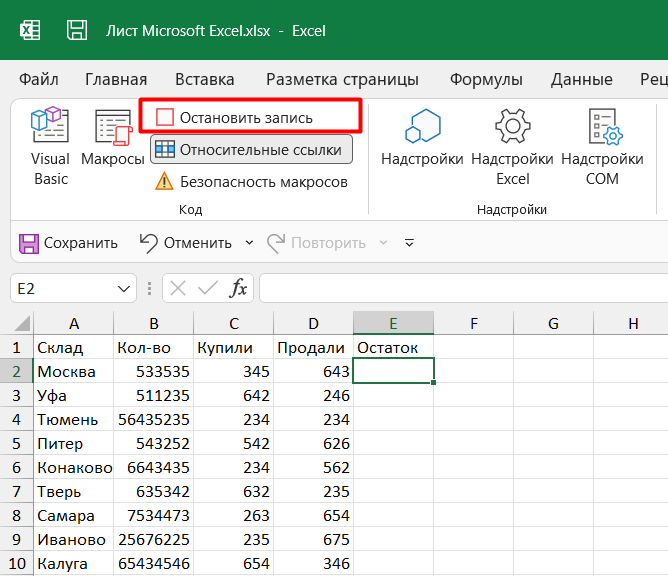 Лист Microsoft Excel.xlsx - Excel
Файл Главная Вставка Разметка страницы Формулы Данные Рец
Visual Basic
Макросы
Остановить запись
Относительные ссылки
Безопасность макросов
Код
Надстройки
Надстройки Excel
Надстройки COM
Надстройки
Сохранить Отменить Повторить
E2 fx
A B C D E F G H
1 Склад Кол-во Купили Продали Остаток
2 Москва 533535 345 643
3 Уфа 511235 642 246
4 Тюмень 56435235 234 234
5 Питер 543252 542 626
6 Конаково 6643435 234 562
7 Тверь 635342 632 235
8 Самара 7534473 263 654
9 Иваново 25676225 235 675
10 Калуга 65434546 654 346